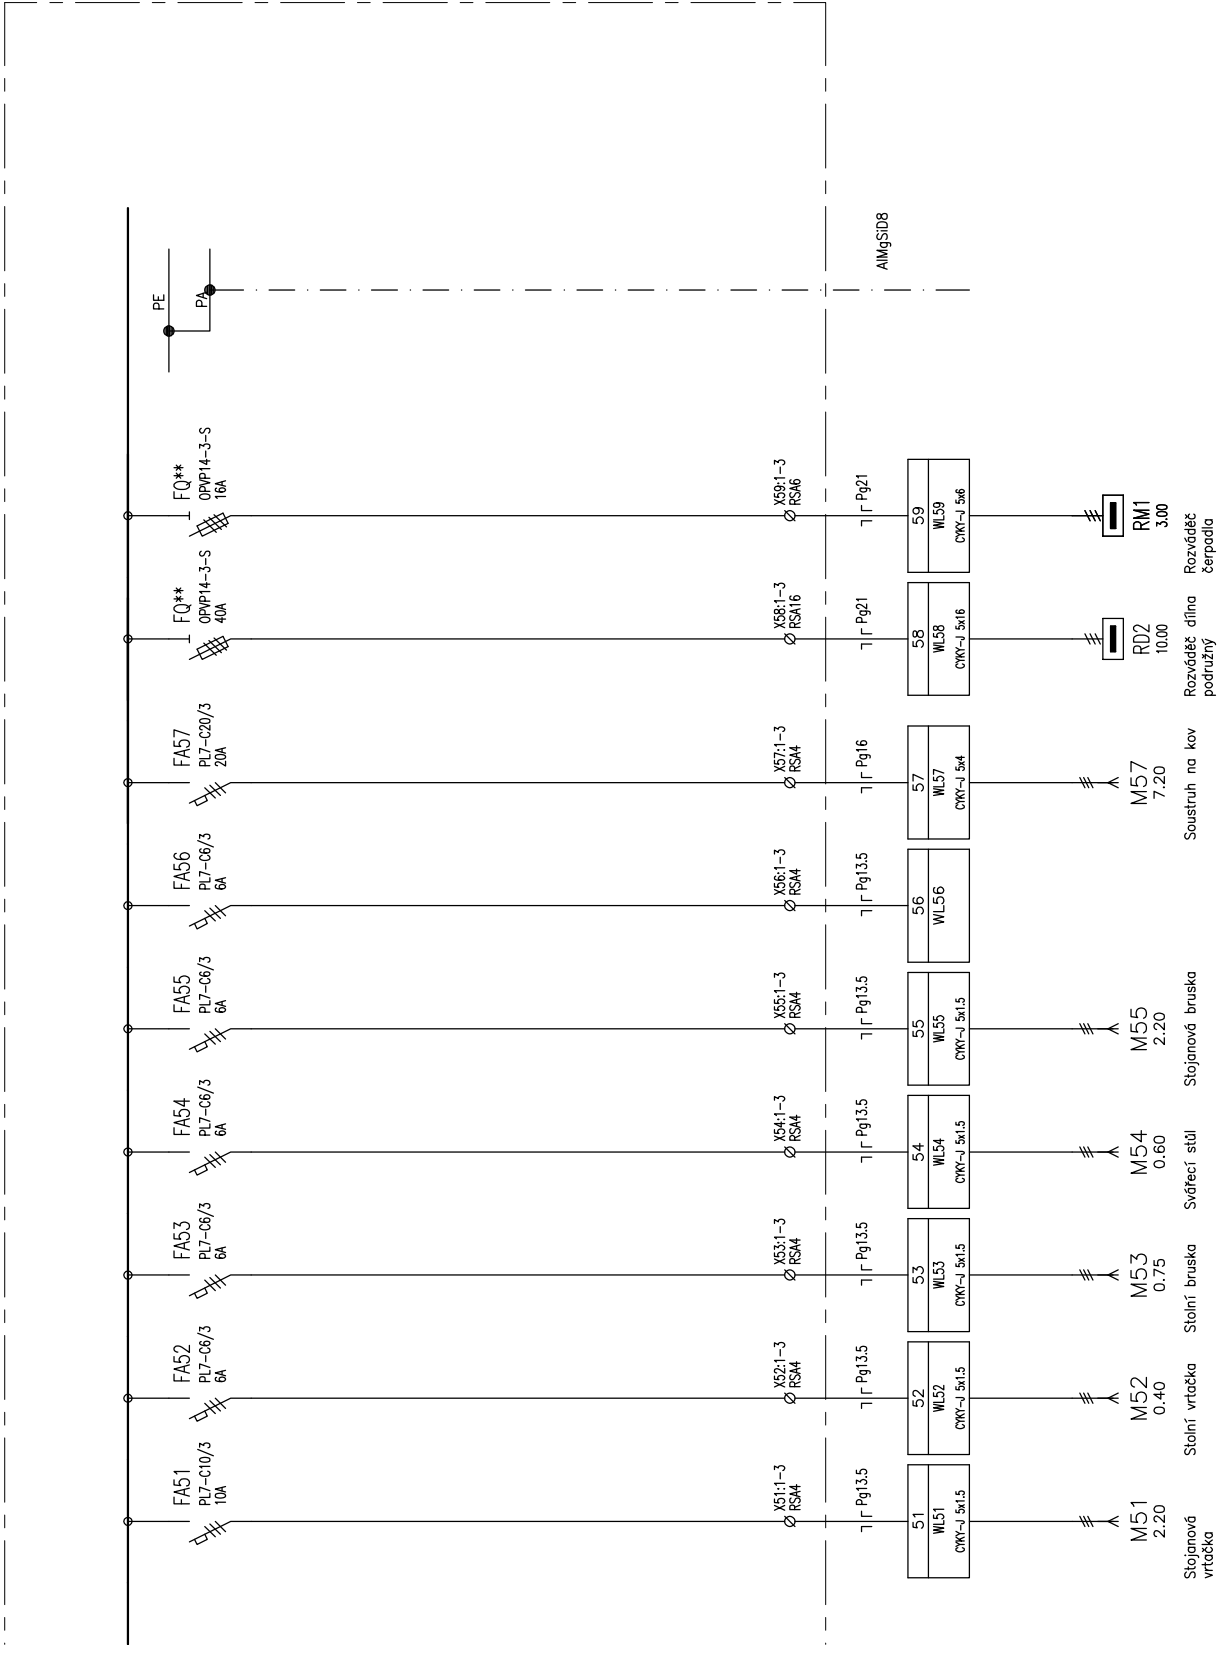 PE
PA
AlMgSiD8
FA51
PL7-C10/3
10A
X51:1-3
RSA4
Pg13.5
51
WL51
CYKY-J 5x1.5
M51
2.20
Stojanová
vrtačka
FA52
PL7-C6/3
6A
X52:1-3
RSA4
Pg13.5
52
WL52
CYKY-J 5x1.5
M52
0.40
Stolní vrtačka
FA53
PL7-C6/3
6A
X53:1-3
RSA4
Pg13.5
53
WL53
CYKY-J 5x1.5
M53
0.75
Stolní bruska
FA54
PL7-C6/3
6A
X54:1-3
RSA4
Pg13.5
54
WL54
CYKY-J 5x1.5
M54
0.60
Svářecí stůl
FA55
PL7-C6/3
6A
X55:1-3
RSA4
Pg13.5
55
WL55
CYKY-J 5x1.5
M55
2.20
Stojanová bruska
FA56
PL7-C6/3
6A
X56:1-3
RSA4
Pg13.5
56
WL56
FA57
PL7-C20/3
20A
X57:1-3
RSA4
Pg16
57
WL57
CYKY-J 5x4
M57
7.20
Soustruh na kov
FQ**
OPVP14-3-S
40A
X58:1-3
RSA16
Pg21
58
WL58
CYKY-J 5x16
RD2
10.00
Rozváděč dílna
podružný
FQ**
OPVP14-3-S
16A
X59:1-3
RSA6
Pg21
59
WL59
CYKY-J 5x6
RM1
3.00
Rozváděč
čerpadla